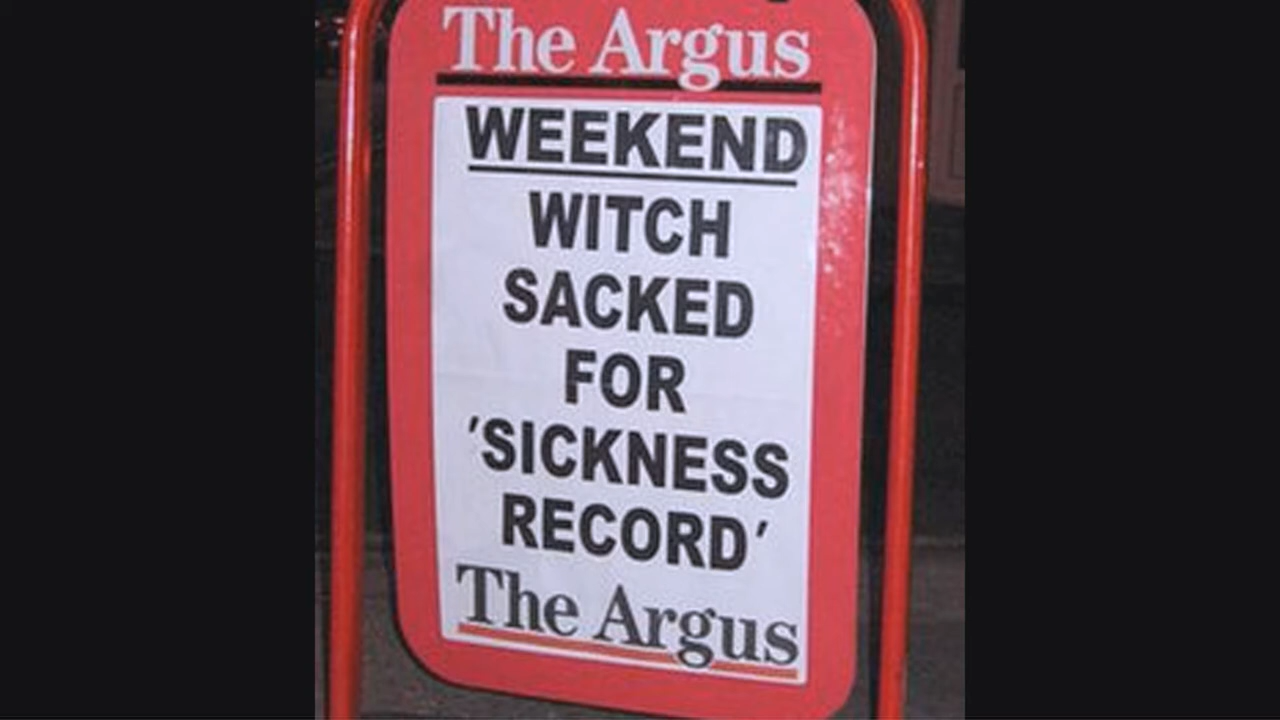 The Argus
WEEKEND
WITCH
SACKED
FOR
'SICKNESS
RECORD'
The Argus